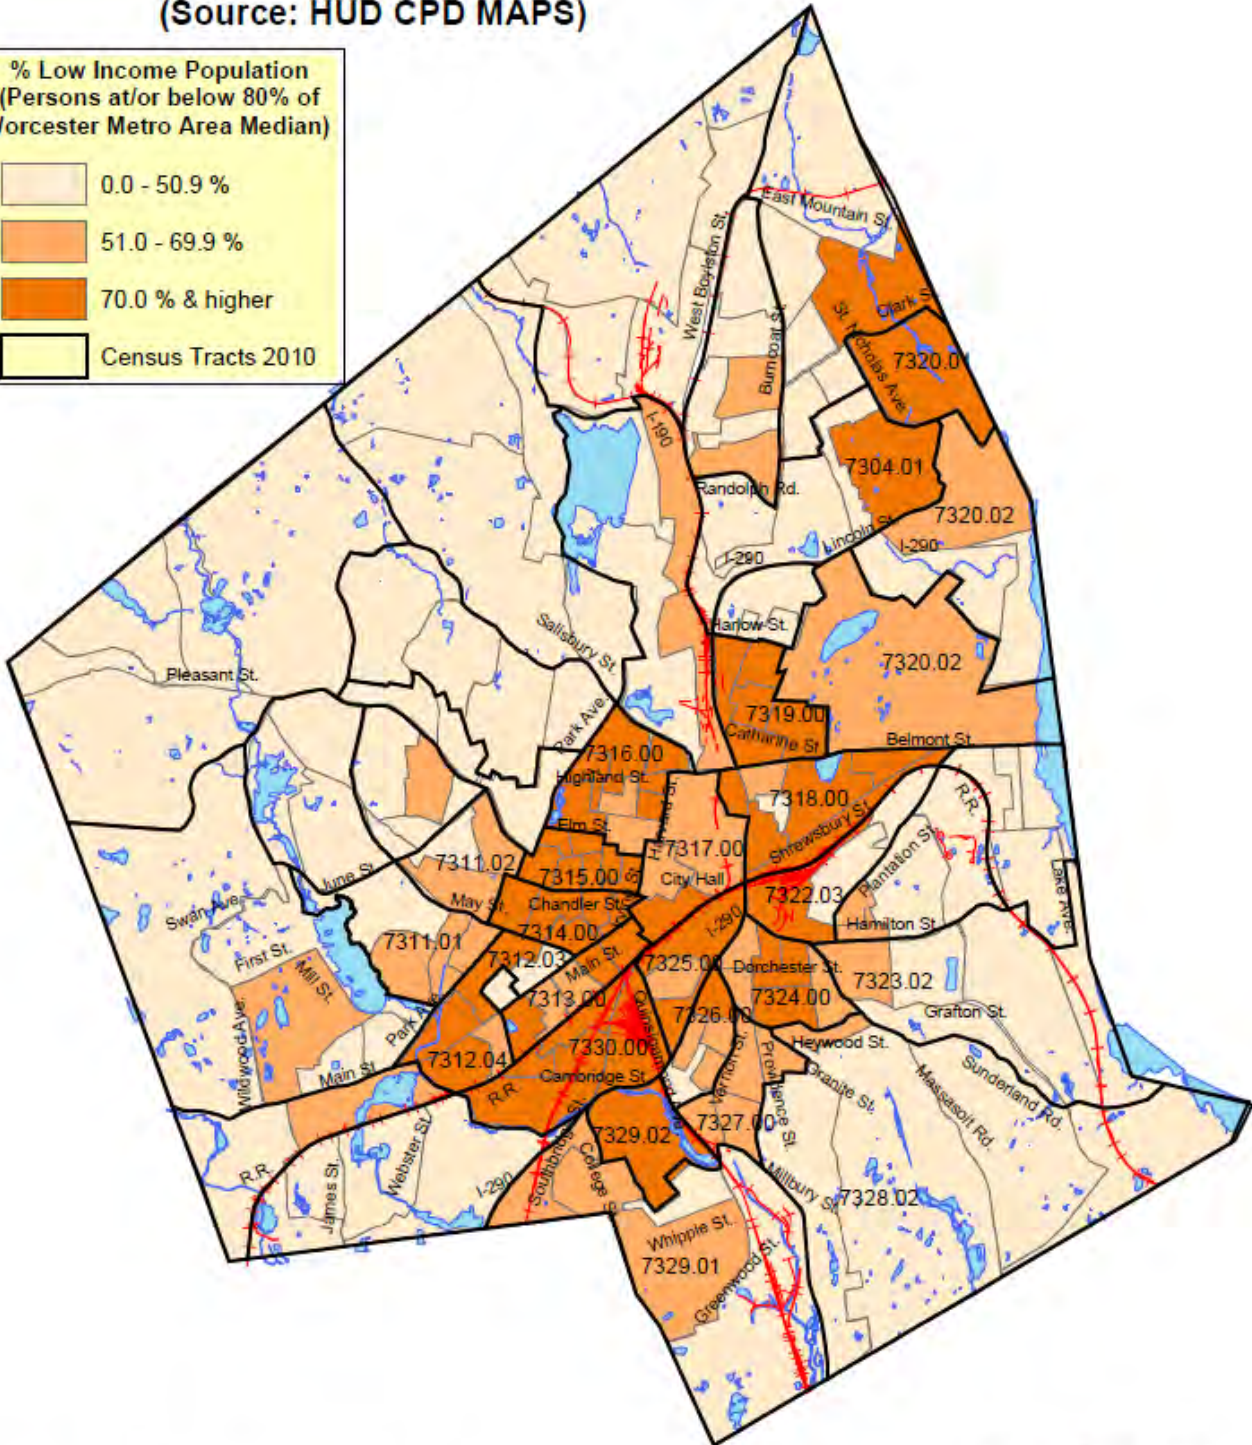 (Source: HUD CPD MAPS)
% Low Income Population
(Persons at/or below 80% of
Vorcester Metro Area Median)
0.0 - 50.9 %
51.0 - 69.9 %
70.0 % & higher
Census Tracts 2010
East Mountain St.
West Boylston St.
Burncoat St.
Clark S
St. Nicholas Ave.
7320.01
I-190
7304.01
Randolph Rd.
7320.02
Lincoln St.
I-290
I-290
Harlow St.
Salisbury St.
7320.02
Pleasant St.
Park Ave.
7319.00
Catharine St.
Belmont St.
7316.00
Highland St.
Harvard St.
7318.00
R.R.
Elm St.
Shrewsbury St.
7317.00
Plantation St.
7311.02
June St.
7315.00
City Hall
Lake Ave.
7322.03
May St.
Chandler St.
St.
Swan Ave.
I-290
Hamilton St.
7314.00
7311.01
First St.
7312.03
Main St.
7325.00
Dorchester St.
Mill St.
7323.02
7313.00
7324.00
Grafton St.
Wildwood Ave.
Park Ave.
7326.00
Heywood St.
7330.00
7312.04
Main St.
Cambridge St.
Vernon St.
Providence St.
Granite St.
Massasoit Rd.
Sunderland Rd.
R.R.
Webster St.
7327.00
7329.02
Southbridge St.
College S
R.R.
James St.
I-290
Millbury St.
7328.02
Whipple St.
7329.01
Greenwood St.